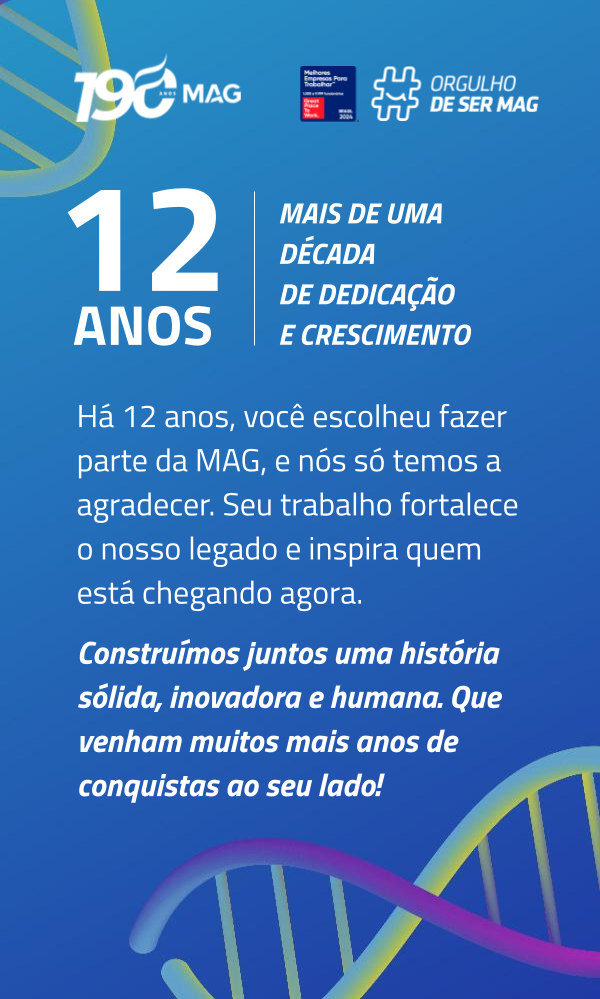 190 ANOS MAG
Melhores
Empresas Para
Trabalhar
Great
Place
To
Work.
BRASIL
2024
ORGULHO
DE SER MAG
12
ANOS
MAIS DE UMA
DÉCADA
DE DEDICAÇÃO
E CRESCIMENTO
Há 12 anos, você escolheu fazer
parte da MAG, e nós só temos a
agradecer. Seu trabalho fortalece
o nosso legado e inspira quem
está chegando agora.
Construímos juntos uma história
sólida, inovadora e humana. Que
venham muitos mais anos de
conquistas ao seu lado!